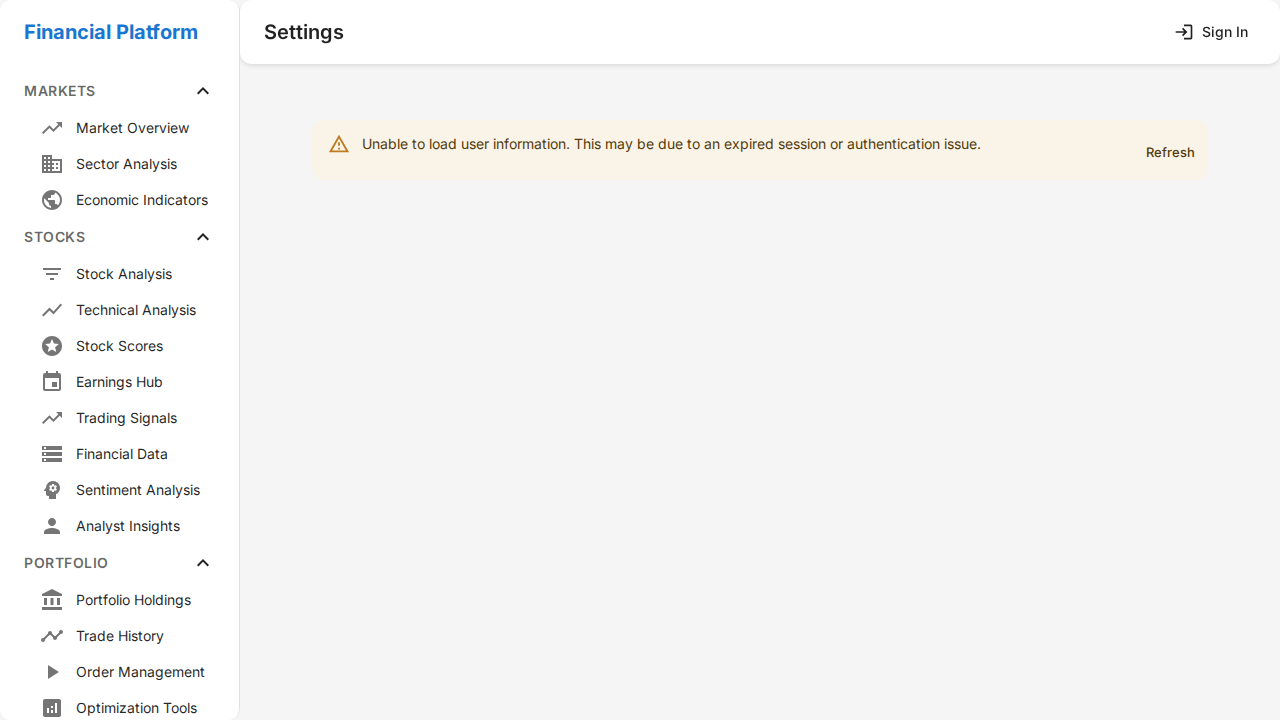 Financial Platform
Settings
Sign In
MARKETS
Market Overview
Sector Analysis
Economic Indicators
STOCKS
Stock Analysis
Technical Analysis
Stock Scores
Earnings Hub
Trading Signals
Financial Data
Sentiment Analysis
Analyst Insights
PORTFOLIO
Portfolio Holdings
Trade History
Order Management
Optimization Tools
Unable to load user information. This may be due to an expired session or authentication issue.
Refresh